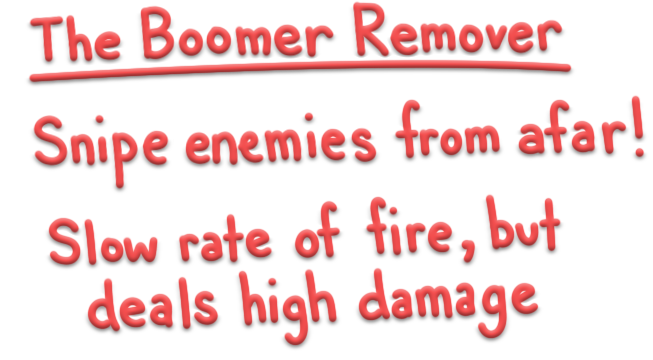 The Boomer Remover
Snipe enemies from afar!
Slow rate of fire, but
deals high damage